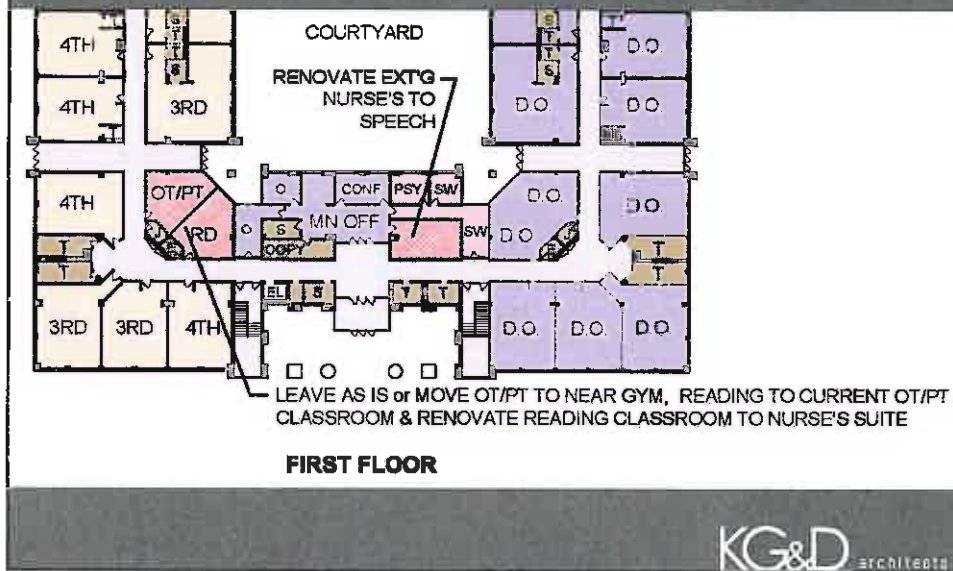 S
T
T
S
4TH
COURTYARD
S
T
T
S
D.O.
RENOVATE EXT'G
NURSE'S TO
SPEECH
4TH
3RD
D.O.
D.O.
T
OT/PT
O
CONF
PSY
SW
D.O.
4TH
RD
O
S
MN OFF
SW
D.O.
D.O.
T
T
T
T
EL
S
T
T
3RD
3RD
4TH
D.O.
D.O.
D.O.
LEAVE AS IS or MOVE OT/PT TO NEAR GYM, READING TO CURRENT OT/PT
CLASSROOM & RENOVATE READING CLASSROOM TO NURSE'S SUITE
FIRST FLOOR
KG&D architects